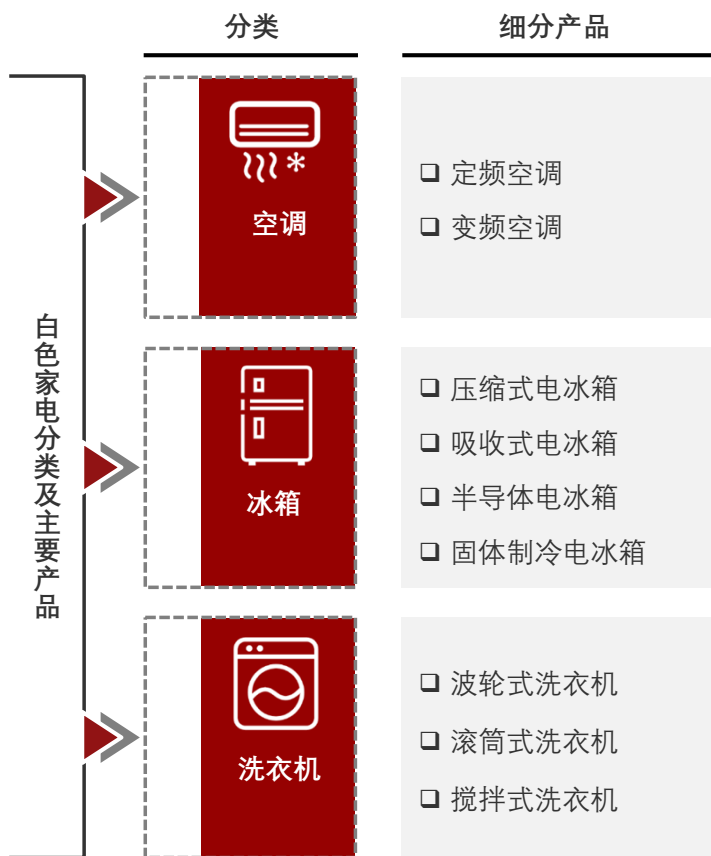 分类
细分产品
白色家电分类及主要产品
空调
定频空调
变频空调
冰箱
压缩式电冰箱
吸收式电冰箱
半导体电冰箱
固体制冷电冰箱
洗衣机
波轮式洗衣机
滚筒式洗衣机
搅拌式洗衣机